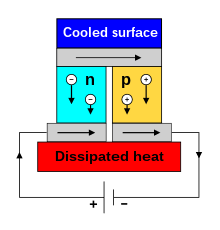 Cooled surface
n p
− +
− +
Dissipated heat
+ −